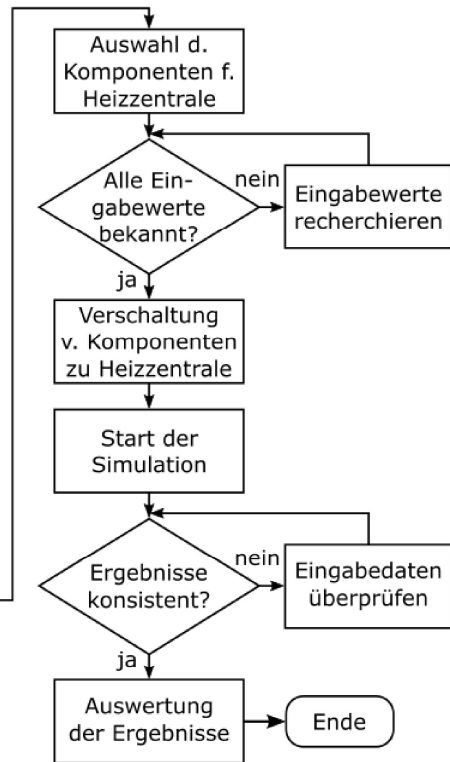 Auswahl d.
Komponenten f.
Heizzentrale
Alle Ein-
gabewerte
bekannt?
nein
Eingabewerte
recherchieren
ja
Verschaltung
v. Komponenten
zu Heizzentrale
Start der
Simulation
Ergebnisse
konsistent?
nein
Eingabedaten
überprüfen
ja
Auswertung
der Ergebnisse
Ende